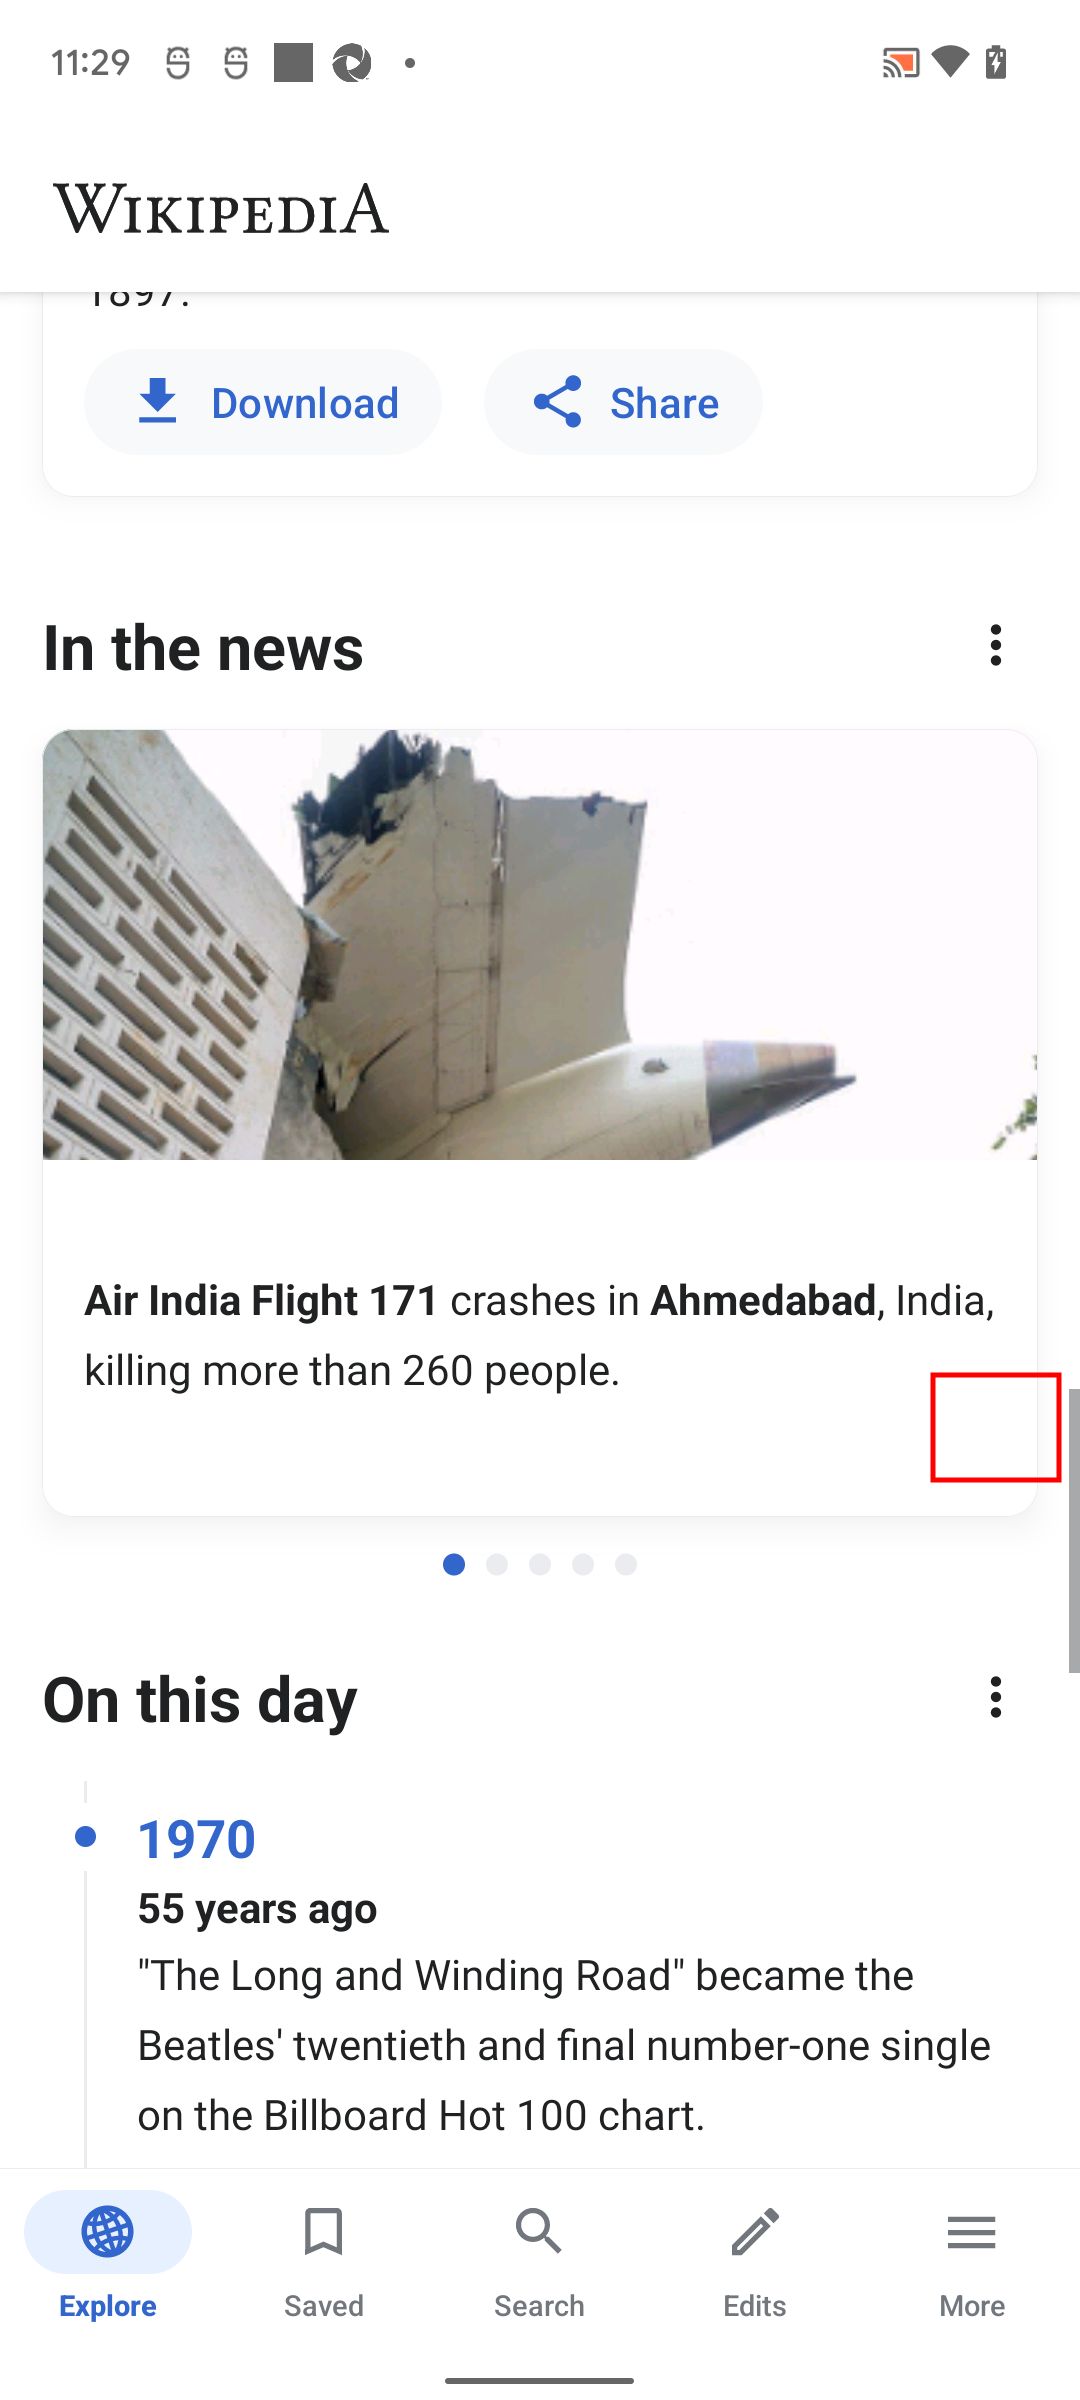 11:29
WIKIPEDIA
1897.
Download
Share
In the news
Air India Flight 171 crashes in Ahmedabad, India,
killing more than 260 people.
On this day
1970
55 years ago
"The Long and Winding Road" became the
Beatles' twentieth and final number-one single
on the Billboard Hot 100 chart.
Explore
Saved
Search
Edits
More